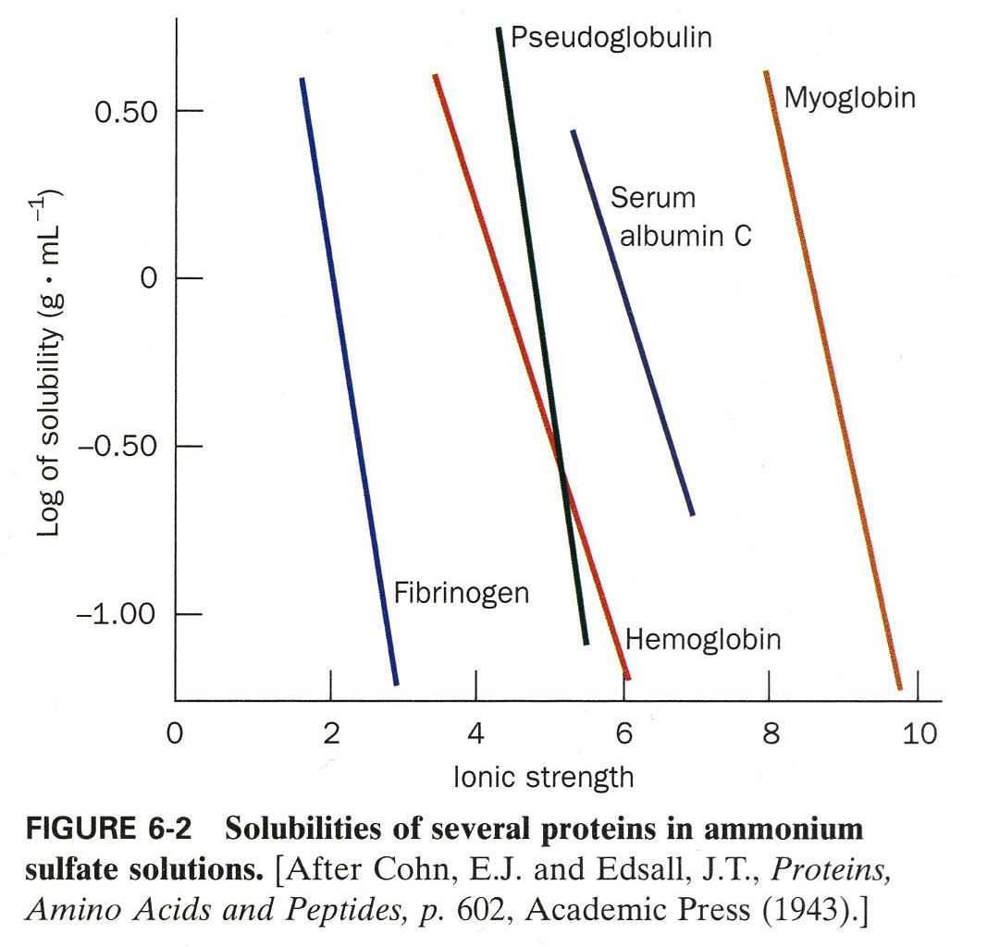 Pseudoglobulin
Myoglobin
0.50
Serum
albumin C
0
Log of solubility (g · mL⁻¹)
−0.50
Fibrinogen
−1.00
Hemoglobin
0 2 4 6 8 10
Ionic strength
FIGURE 6-2 Solubilities of several proteins in ammonium
sulfate solutions. [After Cohn, E.J. and Edsall, J.T., Proteins,
Amino Acids and Peptides, p. 602, Academic Press (1943).]